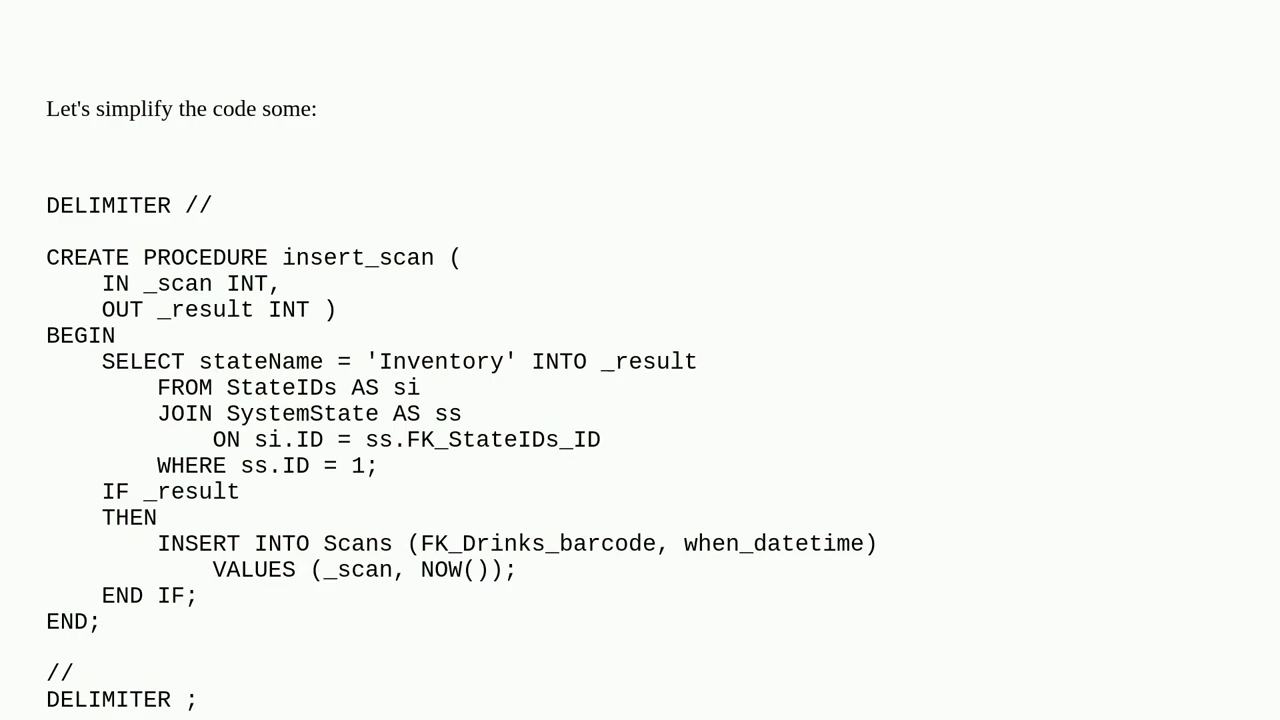 Let's simplify the code some:
DELIMITER //
CREATE PROCEDURE insert_scan (
    IN _scan INT,
    OUT _result INT )
BEGIN
    SELECT stateName = 'Inventory' INTO _result
        FROM StateIDs AS si
        JOIN SystemState AS ss
            ON si.ID = ss.FK_StateIDs_ID
        WHERE ss.ID = 1;
    IF _result
    THEN
        INSERT INTO Scans (FK_Drinks_barcode, when_datetime)
            VALUES (_scan, NOW());
    END IF;
END;
//
DELIMITER ;